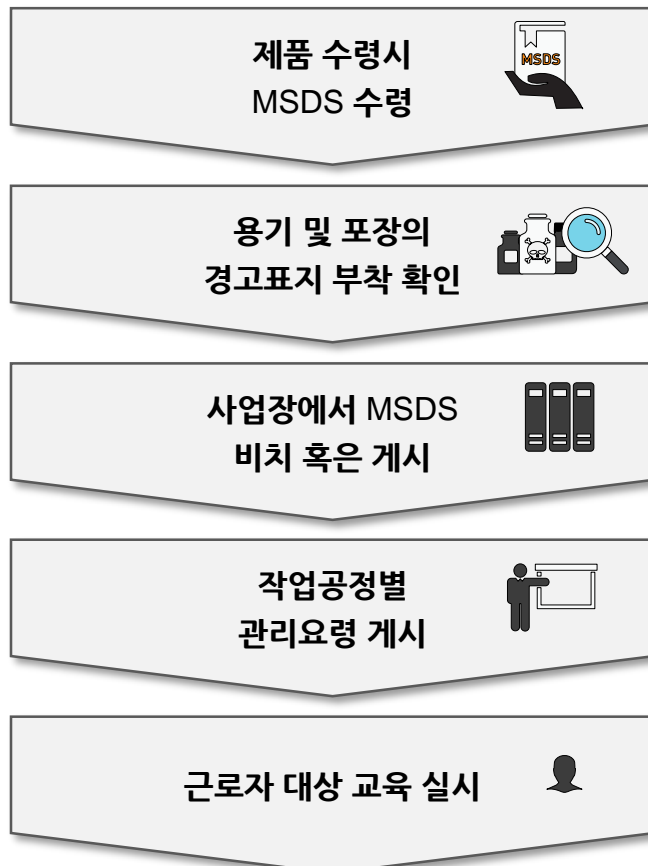 제품 수령시
MSDS 수령
MSDS
용기 및 포장의
경고표지 부착 확인
사업장에서 MSDS
비치 혹은 게시
작업공정별
관리요령 게시
근로자 대상 교육 실시